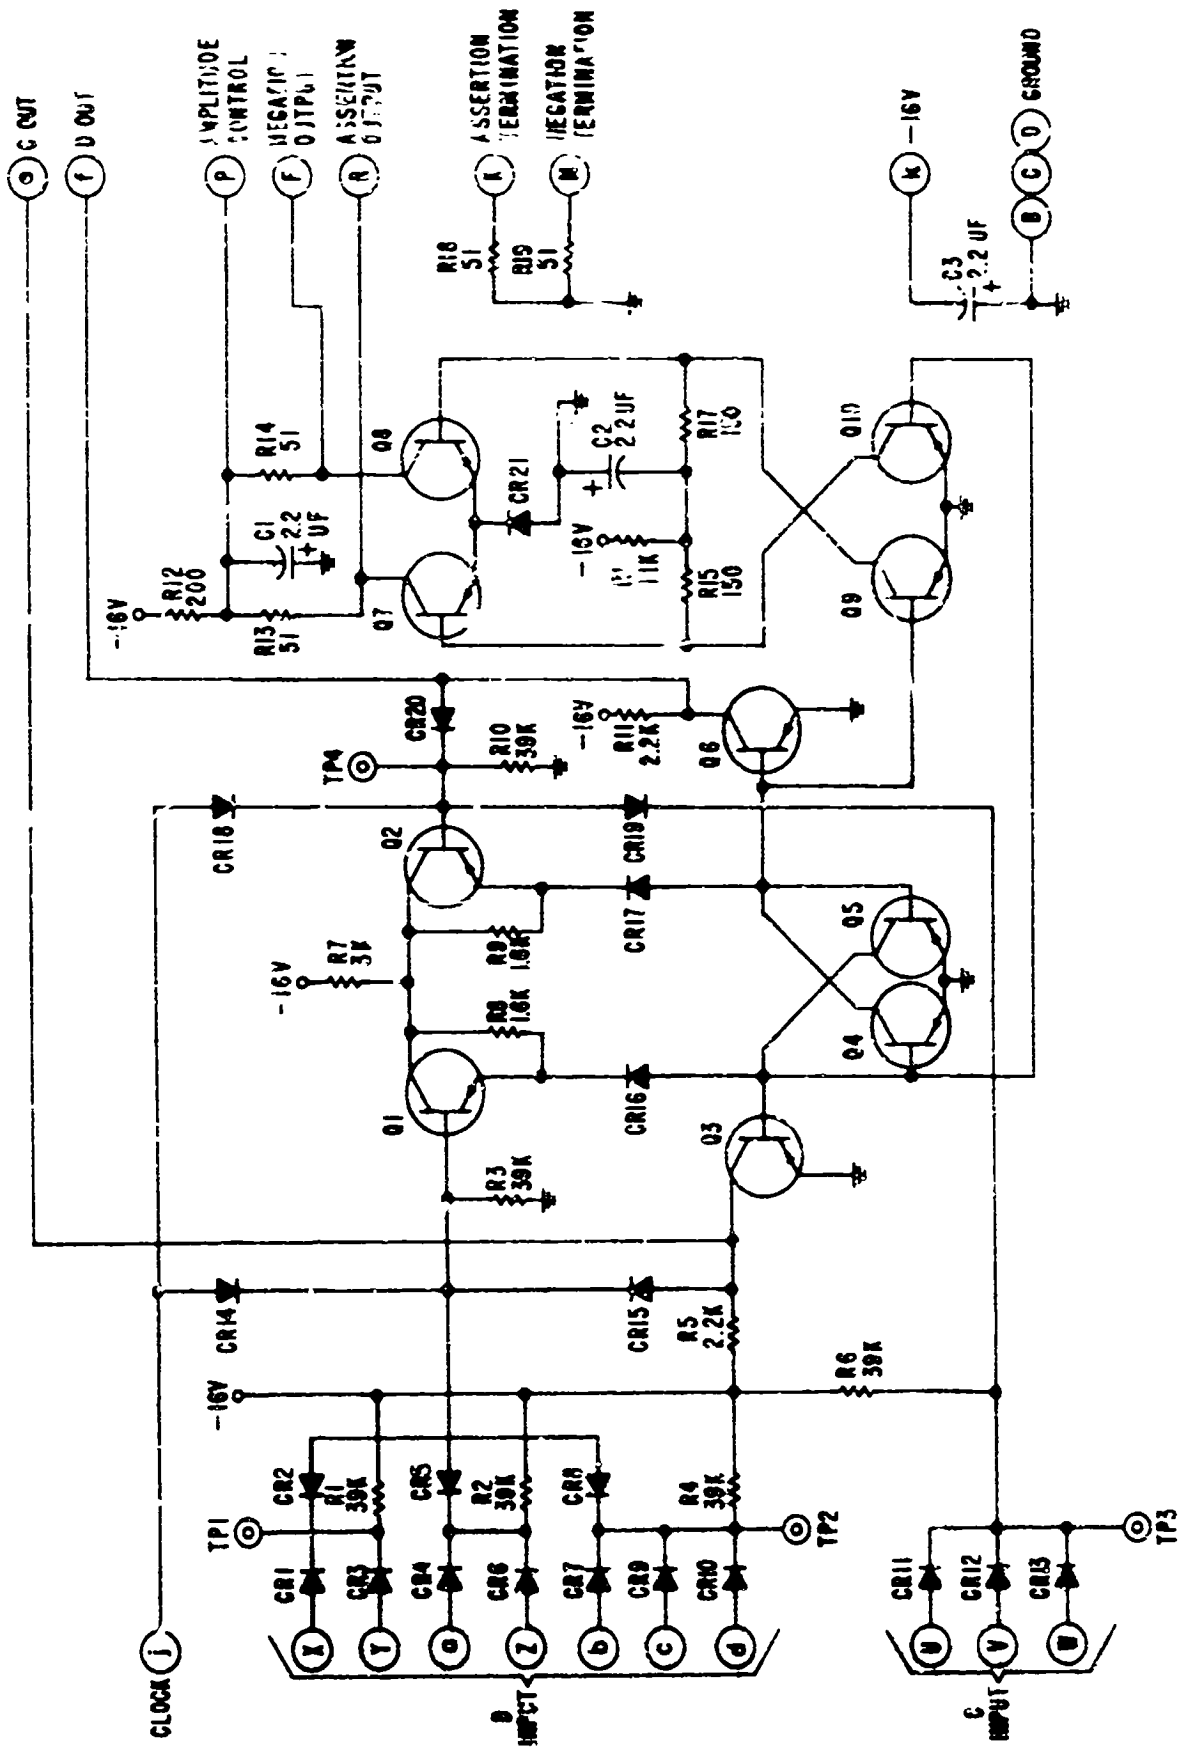 e C OUT
f D OUT
P AMPLITUDE
CONTROL
F
OUTPUT
R
K ASSERTION
TERMINATION
M NEGATION
TERMINATION
k -16V
B C D GROUND
R18
51
R19
51
C3
2.2 UF
+
-16V
R12
200
R13
51
C1
2.2
UF
+
R14
51
Q7
Q8
CR21
C2
2.2 UF
+
-16V
1K
R15
150
R17
150
Q9
Q10
CR20
TP4
R10
39K
-16V
R11
2.2K
Q6
CR18
Q2
CR19
CR17
-16V
R7
3K
R9
1.6K
R8
1.6K
Q1
CR16
Q5
Q4
Q3
R3
39K
CR14
CR15
R5
2.2K
-16V
R6
39K
CR2
R1
39K
CR5
R2
39K
CR8
R4
39K
TP1
CR1
CR3
CR4
CR6
CR7
CR9
CR10
TP2
CR11
CR12
CR13
TP3
CLOCK j
X
Y
a
Z
b
c
d
U
V
W
C
INPUT